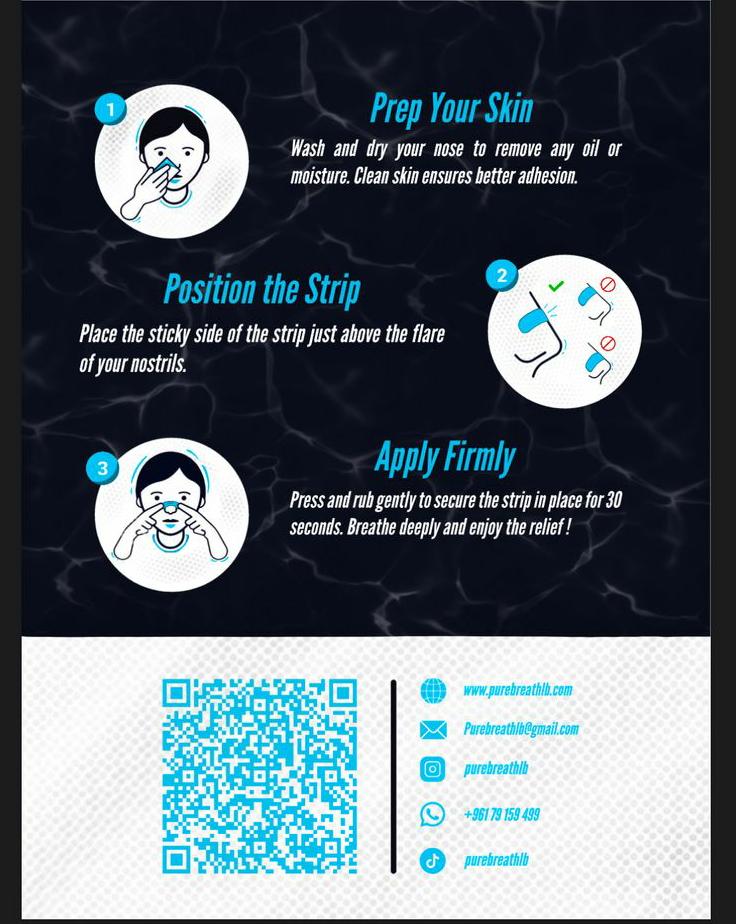 1
Prep Your Skin
Wash and dry your nose to remove any oil or
moisture. Clean skin ensures better adhesion.
2
Position the Strip
Place the sticky side of the strip just above the flare
of your nostrils.
3
Apply Firmly
Press and rub gently to secure the strip in place for 30
seconds. Breathe deeply and enjoy the relief !
www.purebreathlb.com
Purebreathlb@gmail.com
purebreathlb
+961 79 159 499
purebreathlb